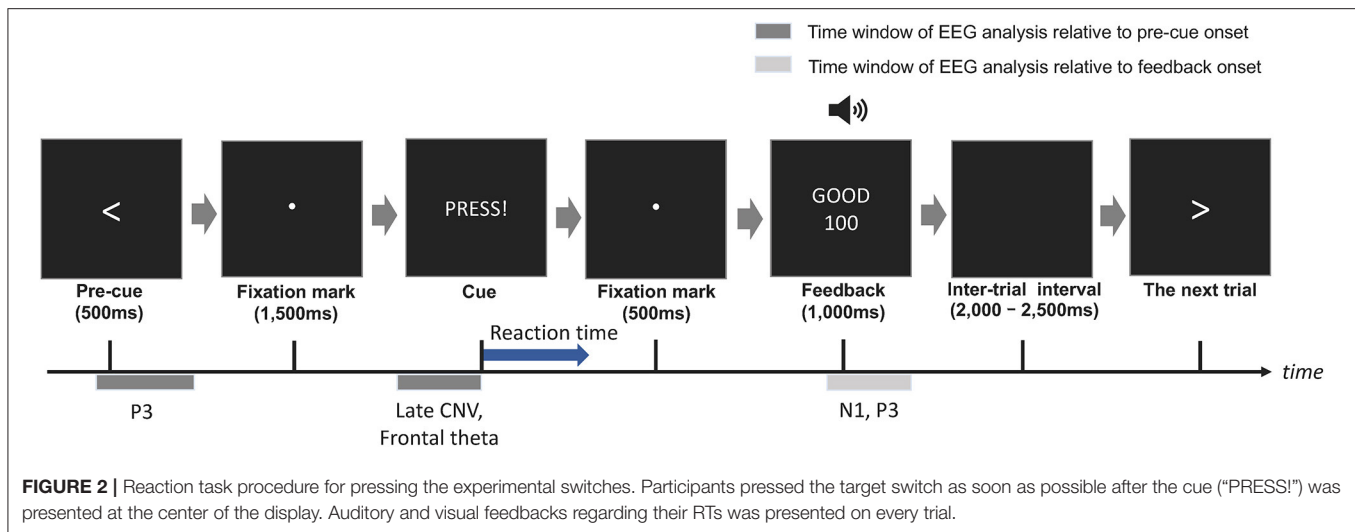 Time window of EEG analysis relative to pre-cue onset
Time window of EEG analysis relative to feedback onset
<
•
PRESS!
•
GOOD
100
>
Pre-cue
(500ms)
Fixation mark
(1,500ms)
Cue
Fixation mark
(500ms)
Feedback
(1,000ms)
Inter-trial interval
(2,000 – 2,500ms)
The next trial
Reaction time
time
P3
Late CNV,
Frontal theta
N1, P3
FIGURE 2 | Reaction task procedure for pressing the experimental switches. Participants pressed the target switch as soon as possible after the cue (“PRESS!”) was
presented at the center of the display. Auditory and visual feedbacks regarding their RTs was presented on every trial.